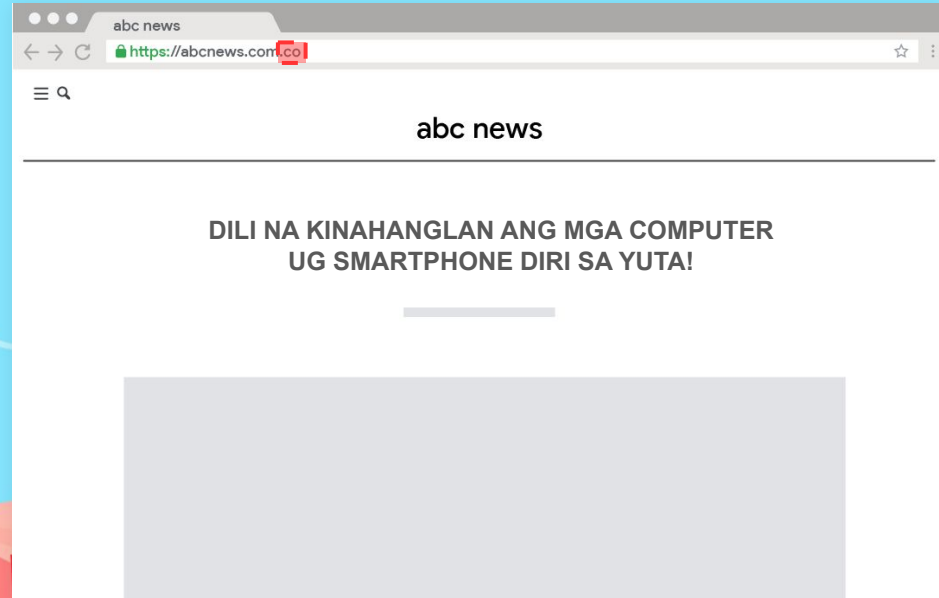 abc news
https://abcnews.com.co
abc news
DILI NA KINAHANGLAN ANG MGA COMPUTER
UG SMARTPHONE DIRI SA YUTA!